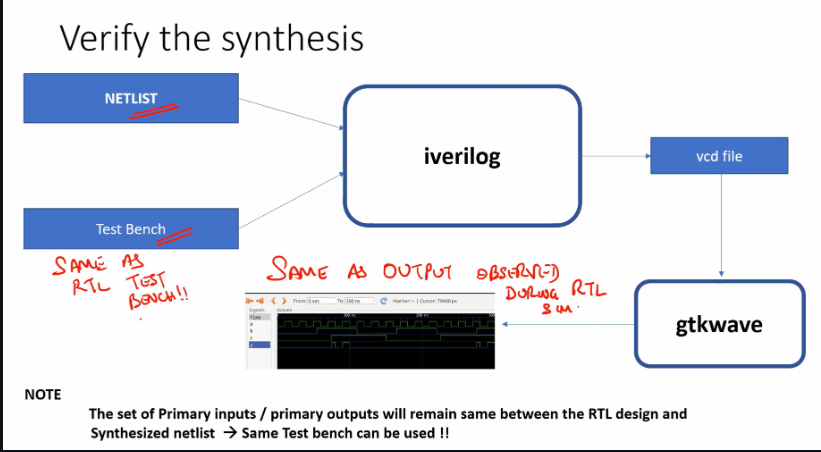 Verify the synthesis
NETLIST
iverilog
vcd file
Test Bench
SAME AS
RTL TEST
BENCH!!
SAME AS OUTPUT OBSERVED
DURING RTL
SIM.
From: 0 sec To: 200 ns Marker: -- | Cursor: 79800 ps
Signals Waves
Time
gtkwave
NOTE
The set of Primary inputs / primary outputs will remain same between the RTL design and
Synthesized netlist → Same Test bench can be used !!